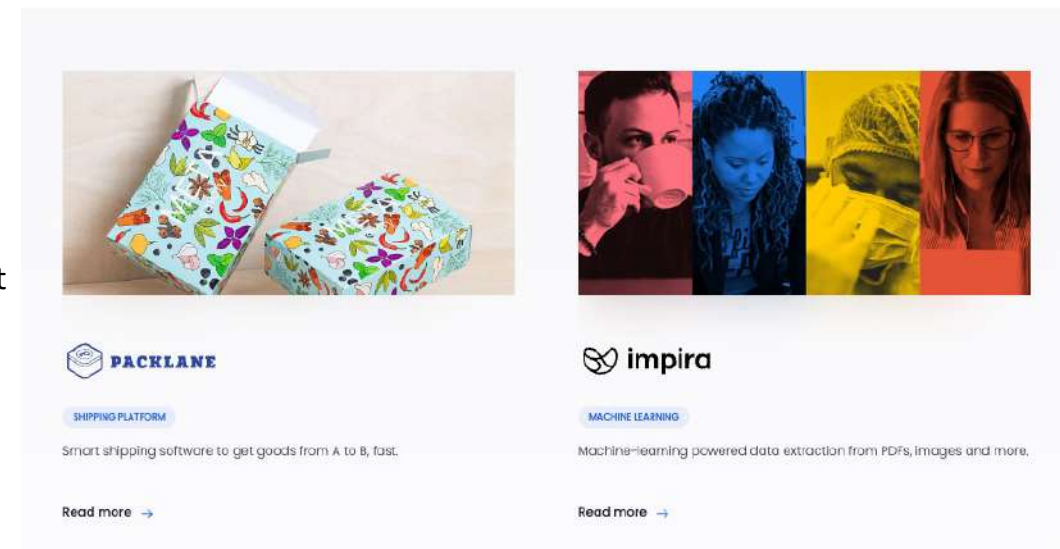 t
PACKLANE
SHIPPING PLATFORM
Smart shipping software to get goods from A to B, fast.
Read more →
impira
MACHINE LEARNING
Machine-learning powered data extraction from PDFs, images and more.
Read more →